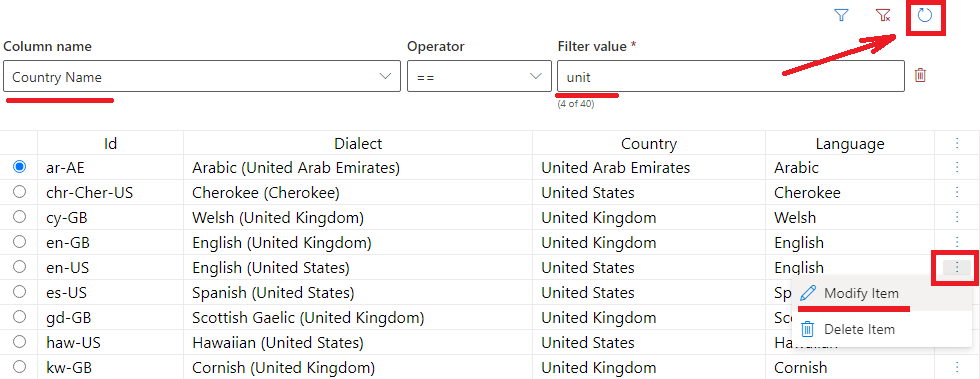 Column name Operator Filter value *
Country Name == unit
(4 of 40)
Id Dialect Country Language
ar-AE Arabic (United Arab Emirates) United Arab Emirates Arabic
chr-Cher-US Cherokee (Cherokee) United States Cherokee
cy-GB Welsh (United Kingdom) United Kingdom Welsh
en-GB English (United Kingdom) United Kingdom English
en-US English (United States) United States English
es-US Spanish (United States) United States Sp
Modify Item
gd-GB Scottish Gaelic (United Kingdom) United Kingdom Sc
Delete Item
haw-US Hawaiian (United States) United States Hawaiian
kw-GB Cornish (United Kingdom) United Kingdom Cornish